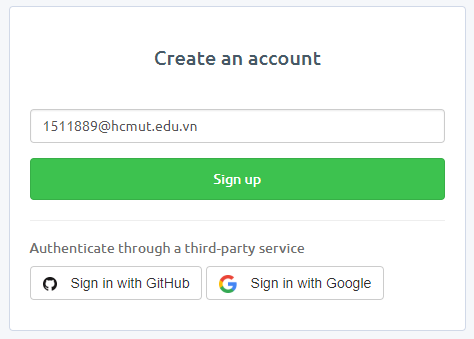 Create an account
1511889@hcmut.edu.vn
Sign up
Authenticate through a third-party service
Sign in with GitHub Sign in with Google